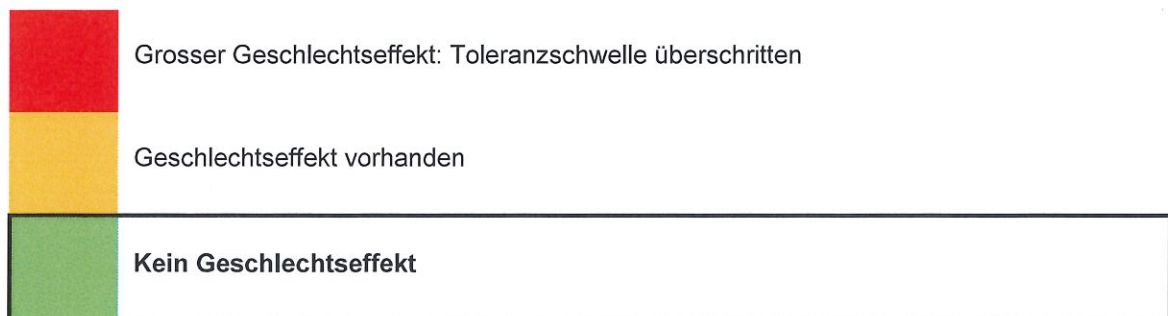 Grosser Geschlechtseffekt: Toleranzschwelle überschritten
Geschlechtseffekt vorhanden
Kein Geschlechtseffekt